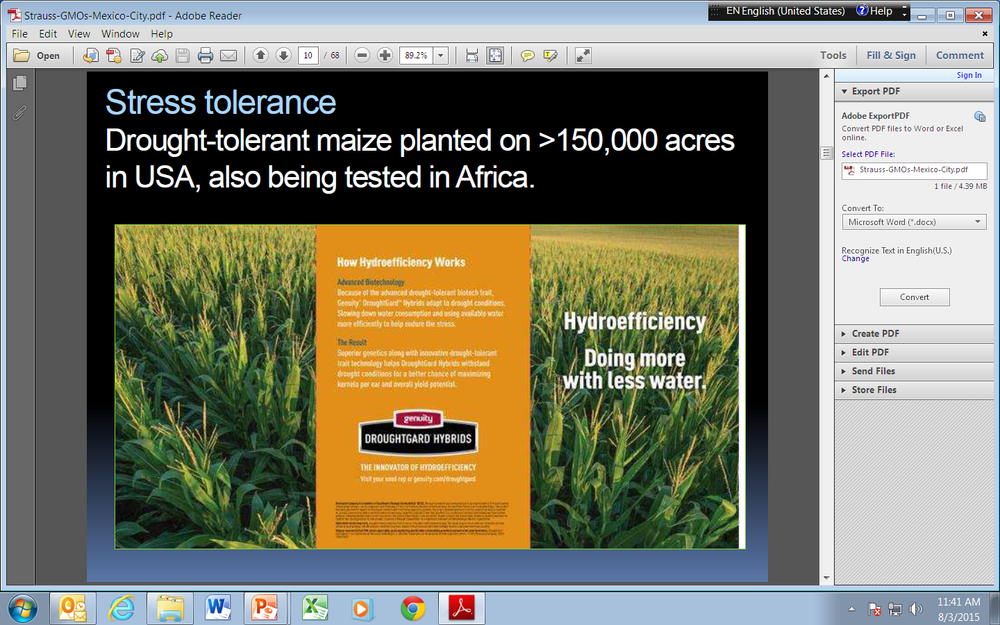 Strauss-GMOs-Mexico-City.pdf - Adobe Reader
EN English (United States) Help
File Edit View Window Help
Open 10 / 68 89.2% Tools Fill & Sign Comment
Stress tolerance
Drought-tolerant maize planted on >150,000 acres
in USA, also being tested in Africa.
How Hydroefficiency Works
Advanced Biotechnology
Because of the advanced drought-tolerant biotech trait,
Genuity® DroughtGard™ Hybrids adapt to drought conditions.
Slowing down water consumption and using available water
more efficiently to help endure the stress.
The Result
Superior genetics along with innovative drought-tolerant
trait technology helps DroughtGard Hybrids withstand
drought conditions for a better chance of maximizing
kernels per ear and overall yield potential.
genuity
DROUGHTGARD HYBRIDS
THE INNOVATOR OF HYDROEFFICIENCY
Visit your seed rep or genuity.com/droughtgard
Hydroefficiency
Doing more
with less water.
Sign In
Export PDF
Adobe ExportPDF
Convert PDF files to Word or Excel
online.
Select PDF File:
Strauss-GMOs-Mexico-City.pdf
1 file / 4.39 MB
Convert To:
Microsoft Word (*.docx)
Recognize Text in English(U.S.)
Change
Convert
Create PDF
Edit PDF
Send Files
Store Files
11:41 AM
8/3/2015